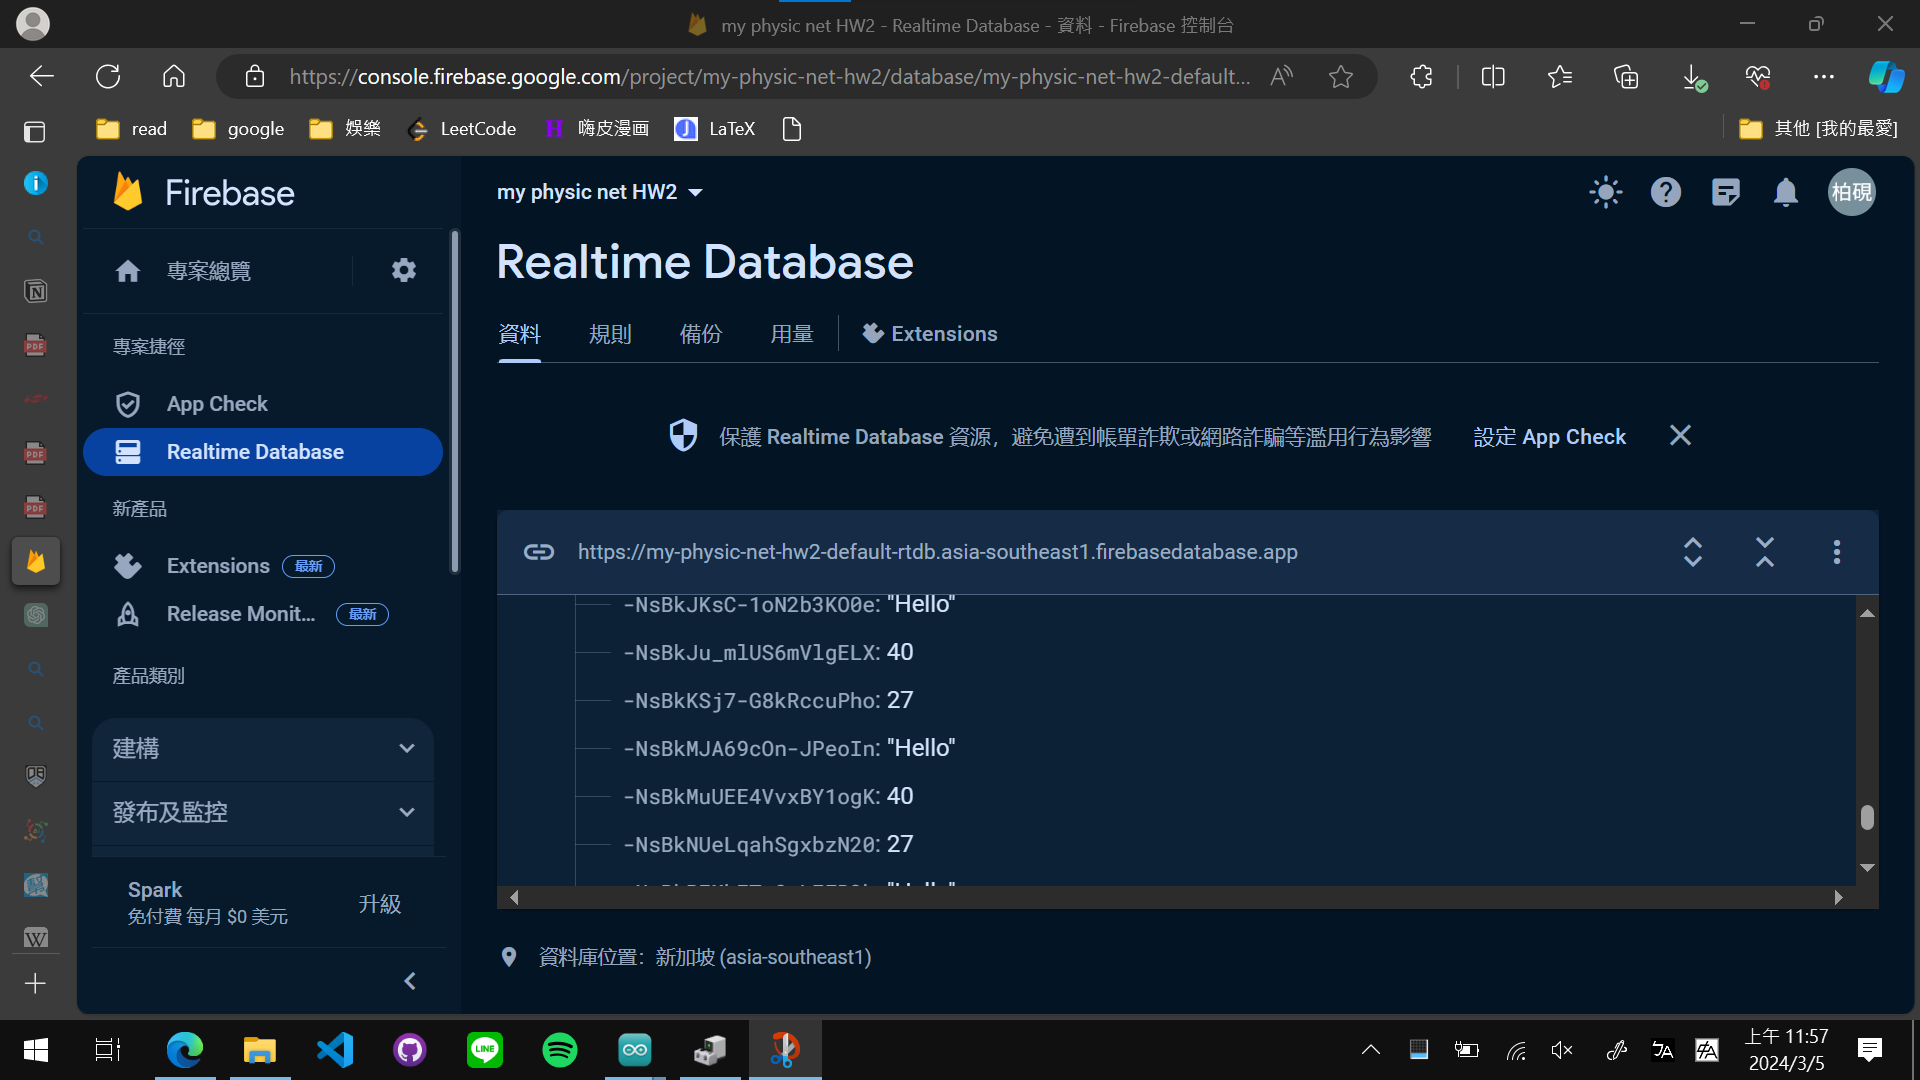 my physic net HW2 - Realtime Database - 資料 - Firebase 控制台
https://console.firebase.google.com/project/my-physic-net-hw2/database/my-physic-net-hw2-default...
read
google
娛樂
LeetCode
嗨皮漫画
LaTeX
其他 [我的最愛]
Firebase
my physic net HW2
柏硯
Realtime Database
專案總覽
資料
規則
備份
用量
Extensions
專案捷徑
App Check
Realtime Database
保護 Realtime Database 資源，避免遭到帳單詐欺或網路詐騙等濫用行為影響
設定 App Check
新產品
Extensions 最新
Release Monit... 最新
產品類別
建構
發布及監控
Spark
免付費 每月 $0 美元
升級
https://my-physic-net-hw2-default-rtdb.asia-southeast1.firebasedatabase.app
-NsBkJKsC-1oN2b3KO0e: "Hello"
-NsBkJu_mlUS6mVlgELX: 40
-NsBkKSj7-G8kRccuPho: 27
-NsBkMJA69cOn-JPeoIn: "Hello"
-NsBkMuUEE4VvxBY1ogK: 40
-NsBkNUeLqahSgxbzN20: 27
資料庫位置：新加坡 (asia-southeast1)
上午 11:57
2024/3/5